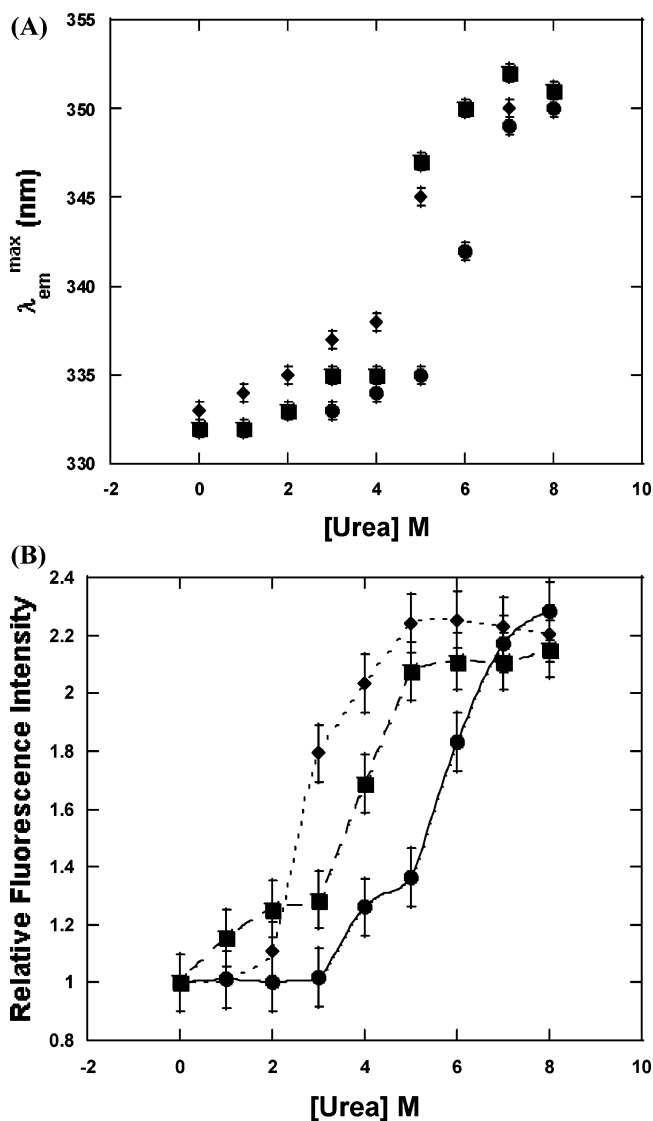 (A)
355
350
345
340
335
330
λem max (nm)
-2 0 2 4 6 8 10
[Urea] M
(B)
2.4
2.2
2
1.8
1.6
1.4
1.2
1
0.8
Relative Fluorescence Intensity
-2 0 2 4 6 8 10
[Urea] M